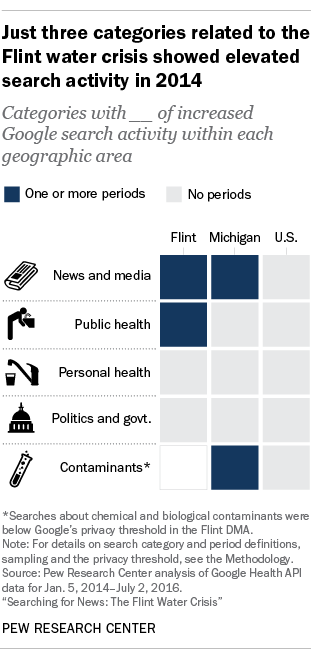 Just three categories related to the
Flint water crisis showed elevated
search activity in 2014
Categories with __ of increased
Google search activity within each
geographic area
One or more periods No periods
Flint Michigan U.S.
News and media
Public health
Personal health
Politics and govt.
Contaminants*
*Searches about chemical and biological contaminants were
below Google's privacy threshold in the Flint DMA.
Note: For details on search category and period definitions,
sampling and the privacy threshold, see the Methodology.
Source: Pew Research Center analysis of Google Health API
data for Jan. 5, 2014–July 2, 2016.
“Searching for News: The Flint Water Crisis”
PEW RESEARCH CENTER